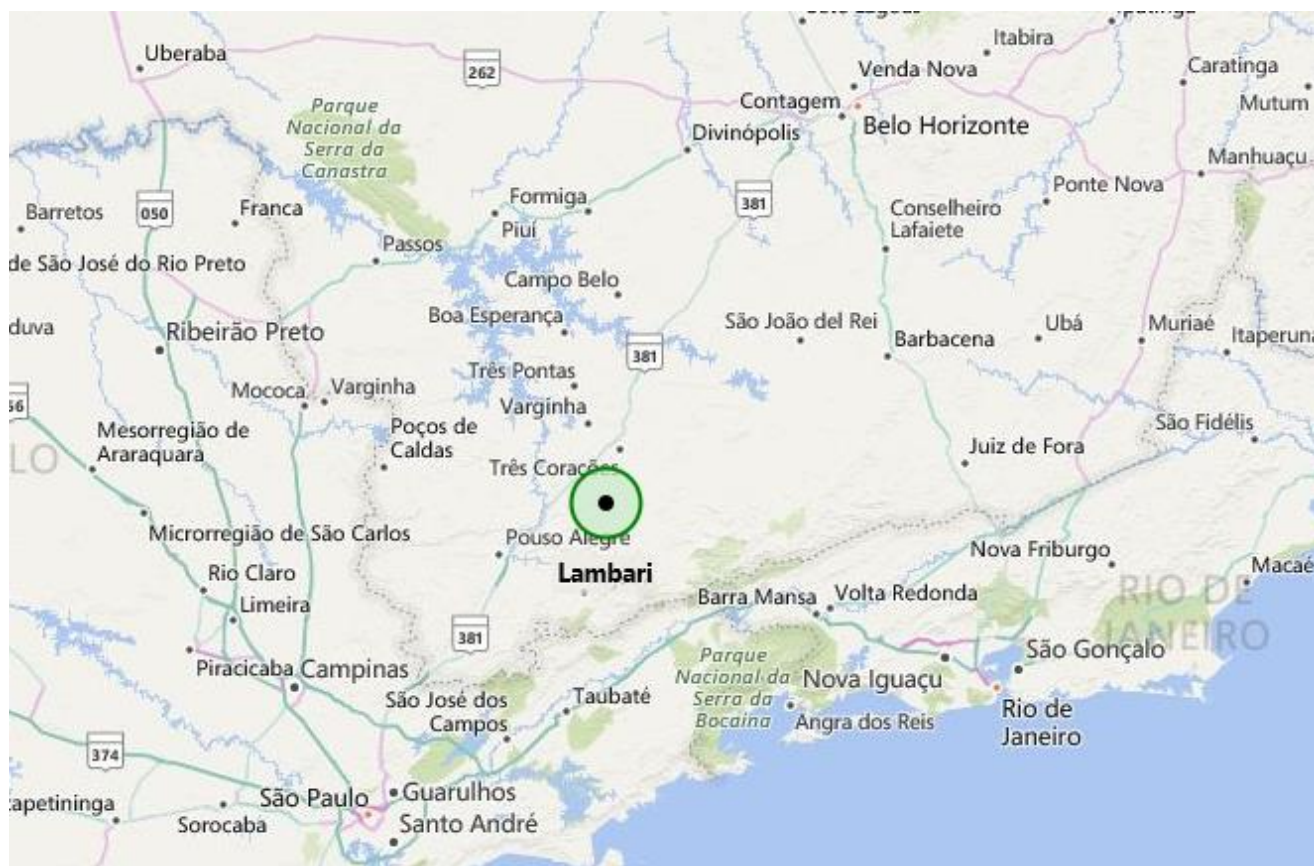 Uberaba
262
Itabira
Venda Nova
Caratinga
Contagem
Belo Horizonte
Mutum
Parque
Nacional da
Serra da
Canastra
Divinópolis
Manhuaçu
Formiga
381
Ponte Nova
Barretos
050
Franca
Piuí
Conselheiro
Lafaiete
Passos
de São José do Rio Preto
Campo Belo
Boa Esperança
São João del Rei
Ubá
Muriaé
Itaperuna
duva
Ribeirão Preto
381
Barbacena
Três Pontas
Mococa
Varginha
Varginha
56
Poços de
Caldas
São Fidélis
Mesorregião de
Araraquara
LO
Juiz de Fora
Três Corações
Microrregião de São Carlos
Pouso Alegre
Nova Friburgo
Lambari
Macaé
Rio Claro
Limeira
Barra Mansa
Volta Redonda
RIO DE
JANEIRO
381
Piracicaba
Campinas
Parque
Nacional da
Serra da
Bocaina
São Gonçalo
Nova Iguaçu
São José dos
Campos
Taubaté
Angra dos Reis
Rio de
Janeiro
374
apetininga
São Paulo
Guarulhos
Sorocaba
Santo André